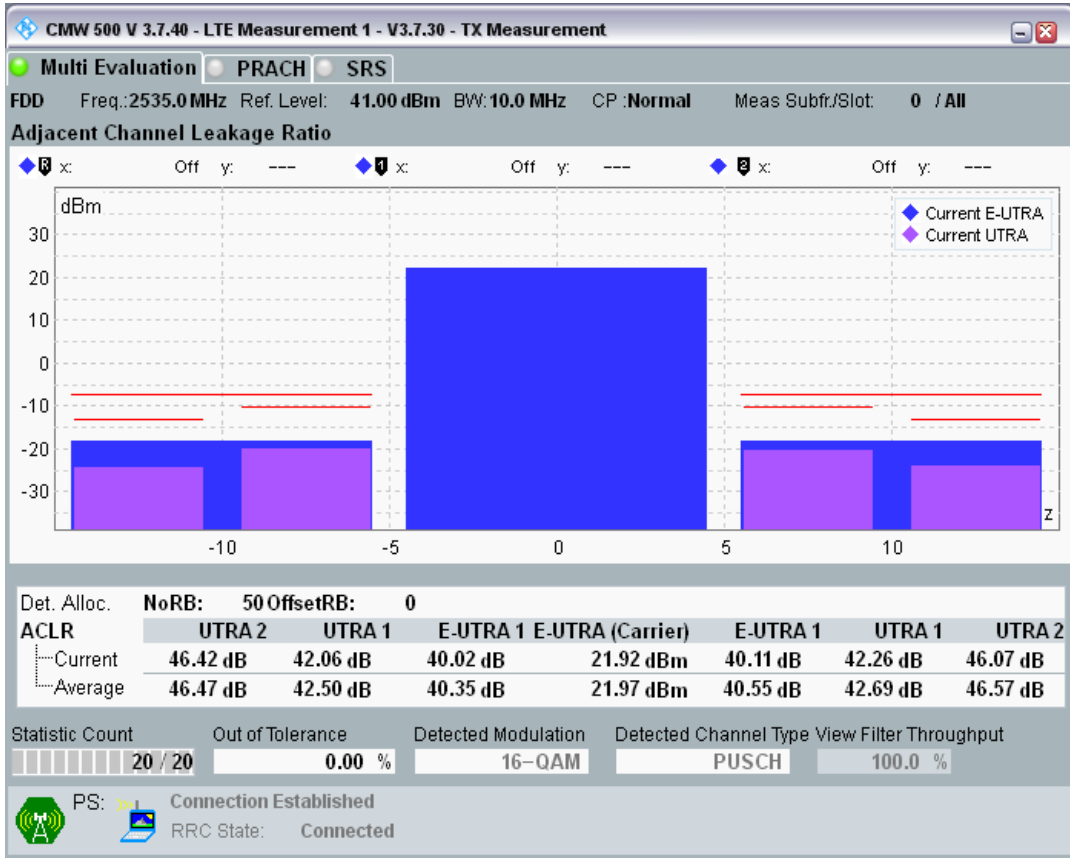 CMW 500 V 3.7.40 - LTE Measurement 1 - V3.7.30 - TX Measurement
Multi Evaluation PRACH SRS
FDD Freq.:2535.0 MHz Ref. Level: 41.00 dBm BW: 10.0 MHz CP :Normal Meas Subfr./Slot: 0 / All
Adjacent Channel Leakage Ratio
R x: Off y: --- 1 x: Off y: --- 2 x: Off y: ---
dBm
Current E-UTRA
Current UTRA
30
20
10
0
-10
-20
-30
z
-10 -5 0 5 10
Det. Alloc. NoRB: 50 OffsetRB: 0
ACLR UTRA 2 UTRA 1 E-UTRA 1 E-UTRA (Carrier) E-UTRA 1 UTRA 1 UTRA 2
Current 46.42 dB 42.06 dB 40.02 dB 21.92 dBm 40.11 dB 42.26 dB 46.07 dB
Average 46.47 dB 42.50 dB 40.35 dB 21.97 dBm 40.55 dB 42.69 dB 46.57 dB
Statistic Count Out of Tolerance Detected Modulation Detected Channel Type View Filter Throughput
20 / 20 0.00 % 16-QAM PUSCH 100.0 %
PS: Connection Established
RRC State: Connected